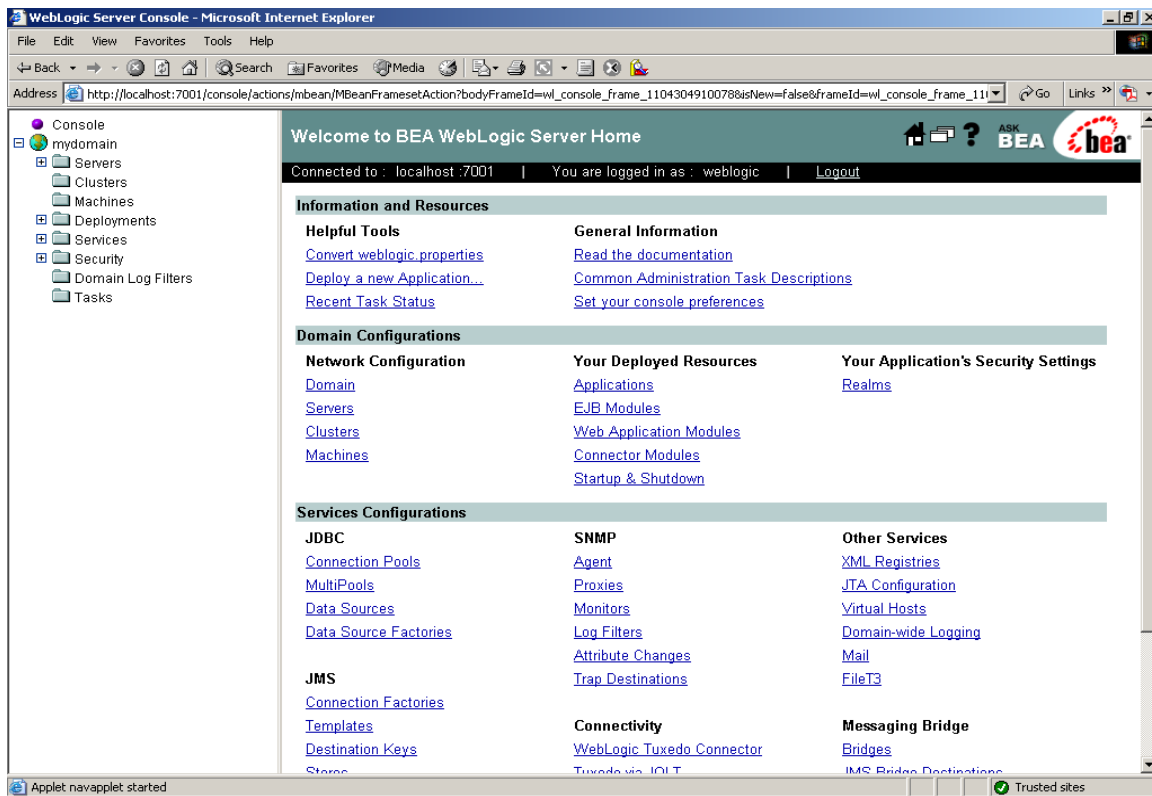 WebLogic Server Console - Microsoft Internet Explorer
File Edit View Favorites Tools Help
Back Search Favorites Media
Address http://localhost:7001/console/actions/mbean/MBeanFramesetAction?bodyFrameId=wl_console_frame_1104304910078&isNew=false&frameId=wl_console_frame_110 Go Links »
Console
mydomain
Servers
Clusters
Machines
Deployments
Services
Security
Domain Log Filters
Tasks
Welcome to BEA WebLogic Server Home
? ASK BEA bea
Connected to : localhost :7001 | You are logged in as : weblogic | Logout
Information and Resources
Helpful Tools General Information
Convert weblogic.properties Read the documentation
Deploy a new Application... Common Administration Task Descriptions
Recent Task Status Set your console preferences
Domain Configurations
Network Configuration Your Deployed Resources Your Application's Security Settings
Domain Applications Realms
Servers EJB Modules
Clusters Web Application Modules
Machines Connector Modules
Startup & Shutdown
Services Configurations
JDBC SNMP Other Services
Connection Pools Agent XML Registries
MultiPools Proxies JTA Configuration
Data Sources Monitors Virtual Hosts
Data Source Factories Log Filters Domain-wide Logging
Attribute Changes Mail
JMS Trap Destinations FileT3
Connection Factories
Templates Connectivity Messaging Bridge
Destination Keys WebLogic Tuxedo Connector Bridges
Stores Tuxedo via JOLT JMS Bridge Destinations
Applet navapplet started Trusted sites